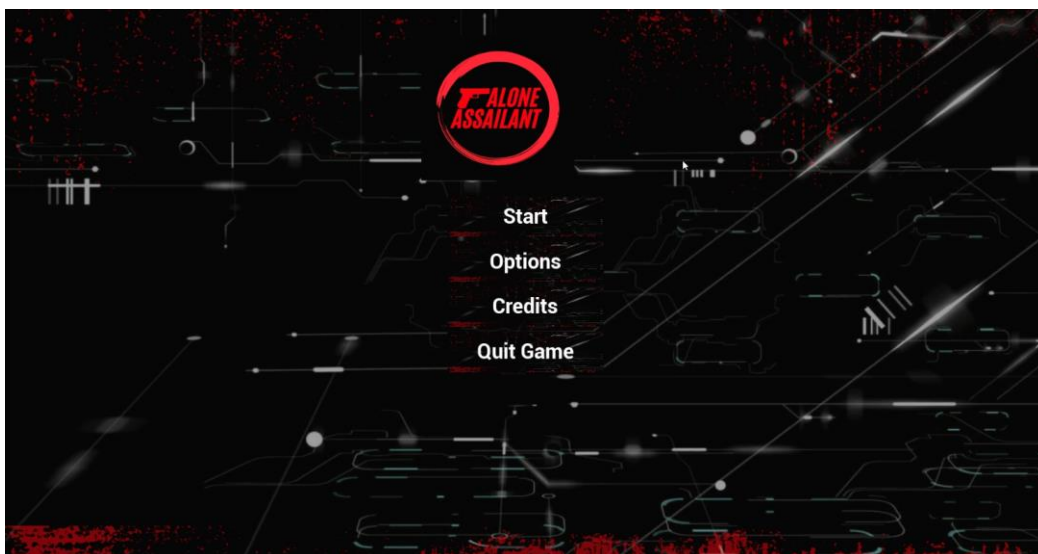 ALONE
ASSAILANT
Start
Options
Credits
Quit Game